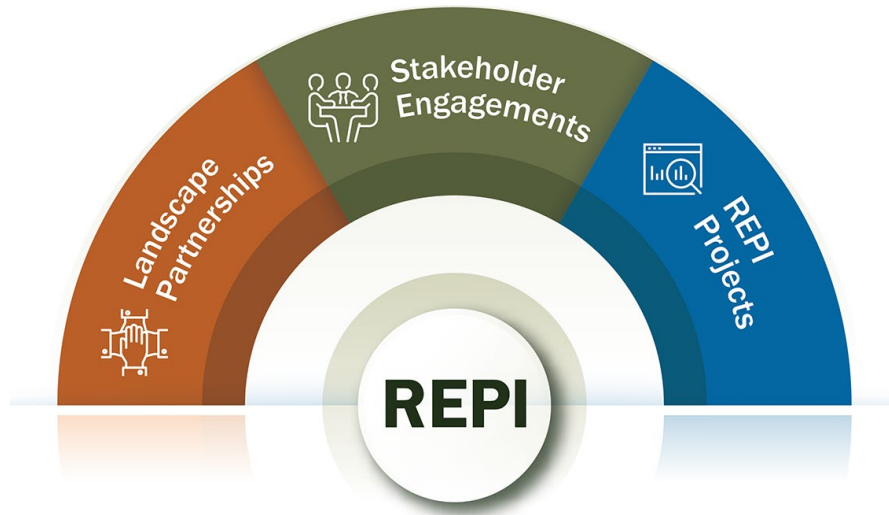 Landscape
Partnerships
Stakeholder
Engagements
REPI
Projects
REPI